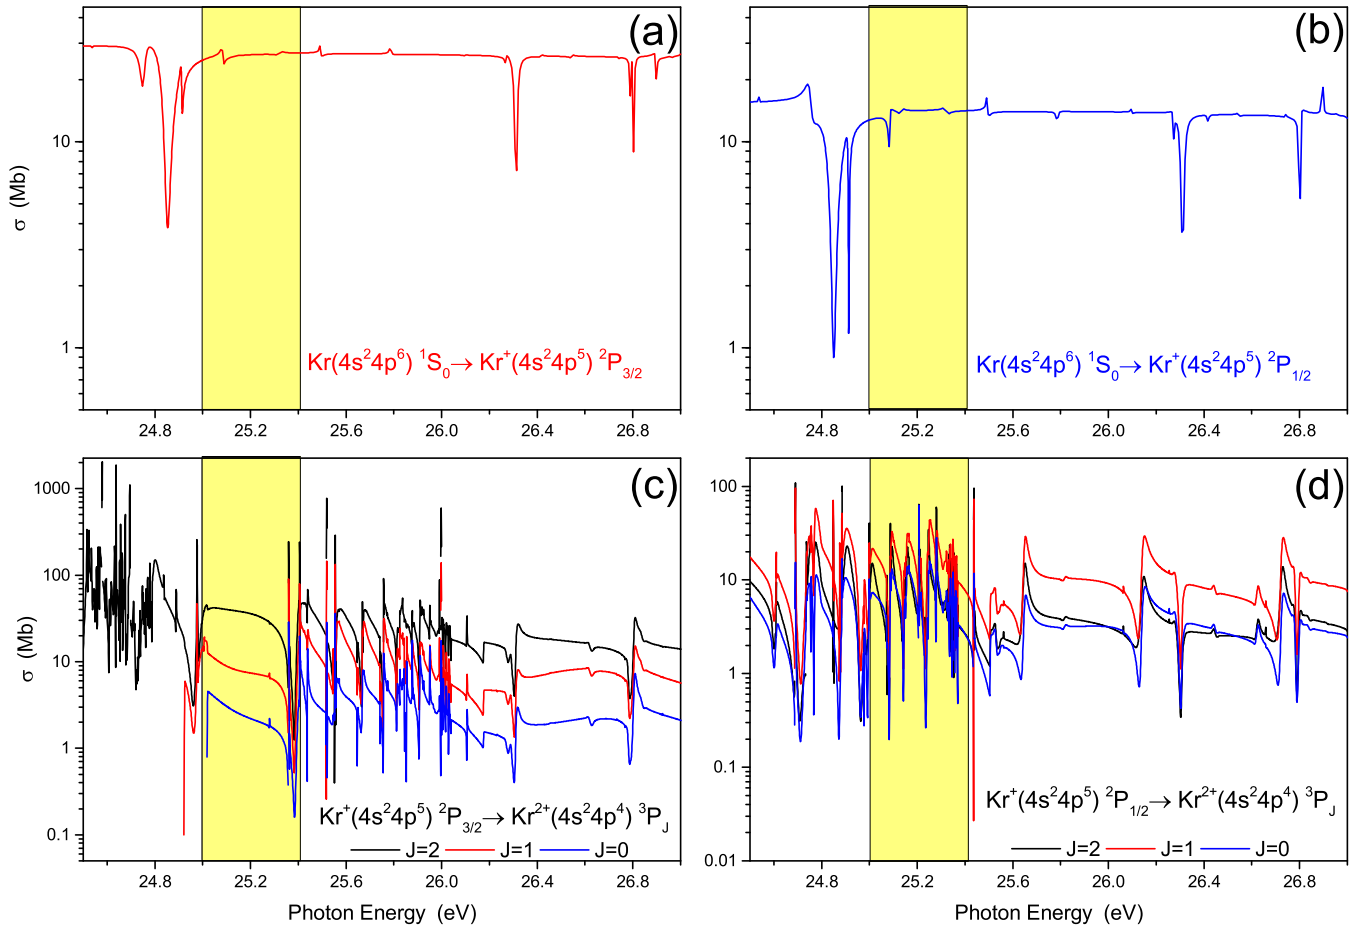 (a)
σ (Mb)
10
1
Kr(4s²4p⁶) ¹S₀→ Kr⁺(4s²4p⁵) ²P₃/₂
24.8 25.2 25.6 26.0 26.4 26.8
(b)
10
1
Kr(4s²4p⁶) ¹S₀→ Kr⁺(4s²4p⁵) ²P₁/₂
24.8 25.2 25.6 26.0 26.4 26.8
(c)
σ (Mb)
1000
100
10
1
0.1
Kr⁺(4s²4p⁵) ²P₃/₂→ Kr²⁺(4s²4p⁴) ³P_J
J=2 J=1 J=0
24.8 25.2 25.6 26.0 26.4 26.8
Photon Energy (eV)
(d)
100
10
1
0.1
0.01
Kr⁺(4s²4p⁵) ²P₁/₂→ Kr²⁺(4s²4p⁴) ³P_J
J=2 J=1 J=0
24.8 25.2 25.6 26.0 26.4 26.8
Photon Energy (eV)